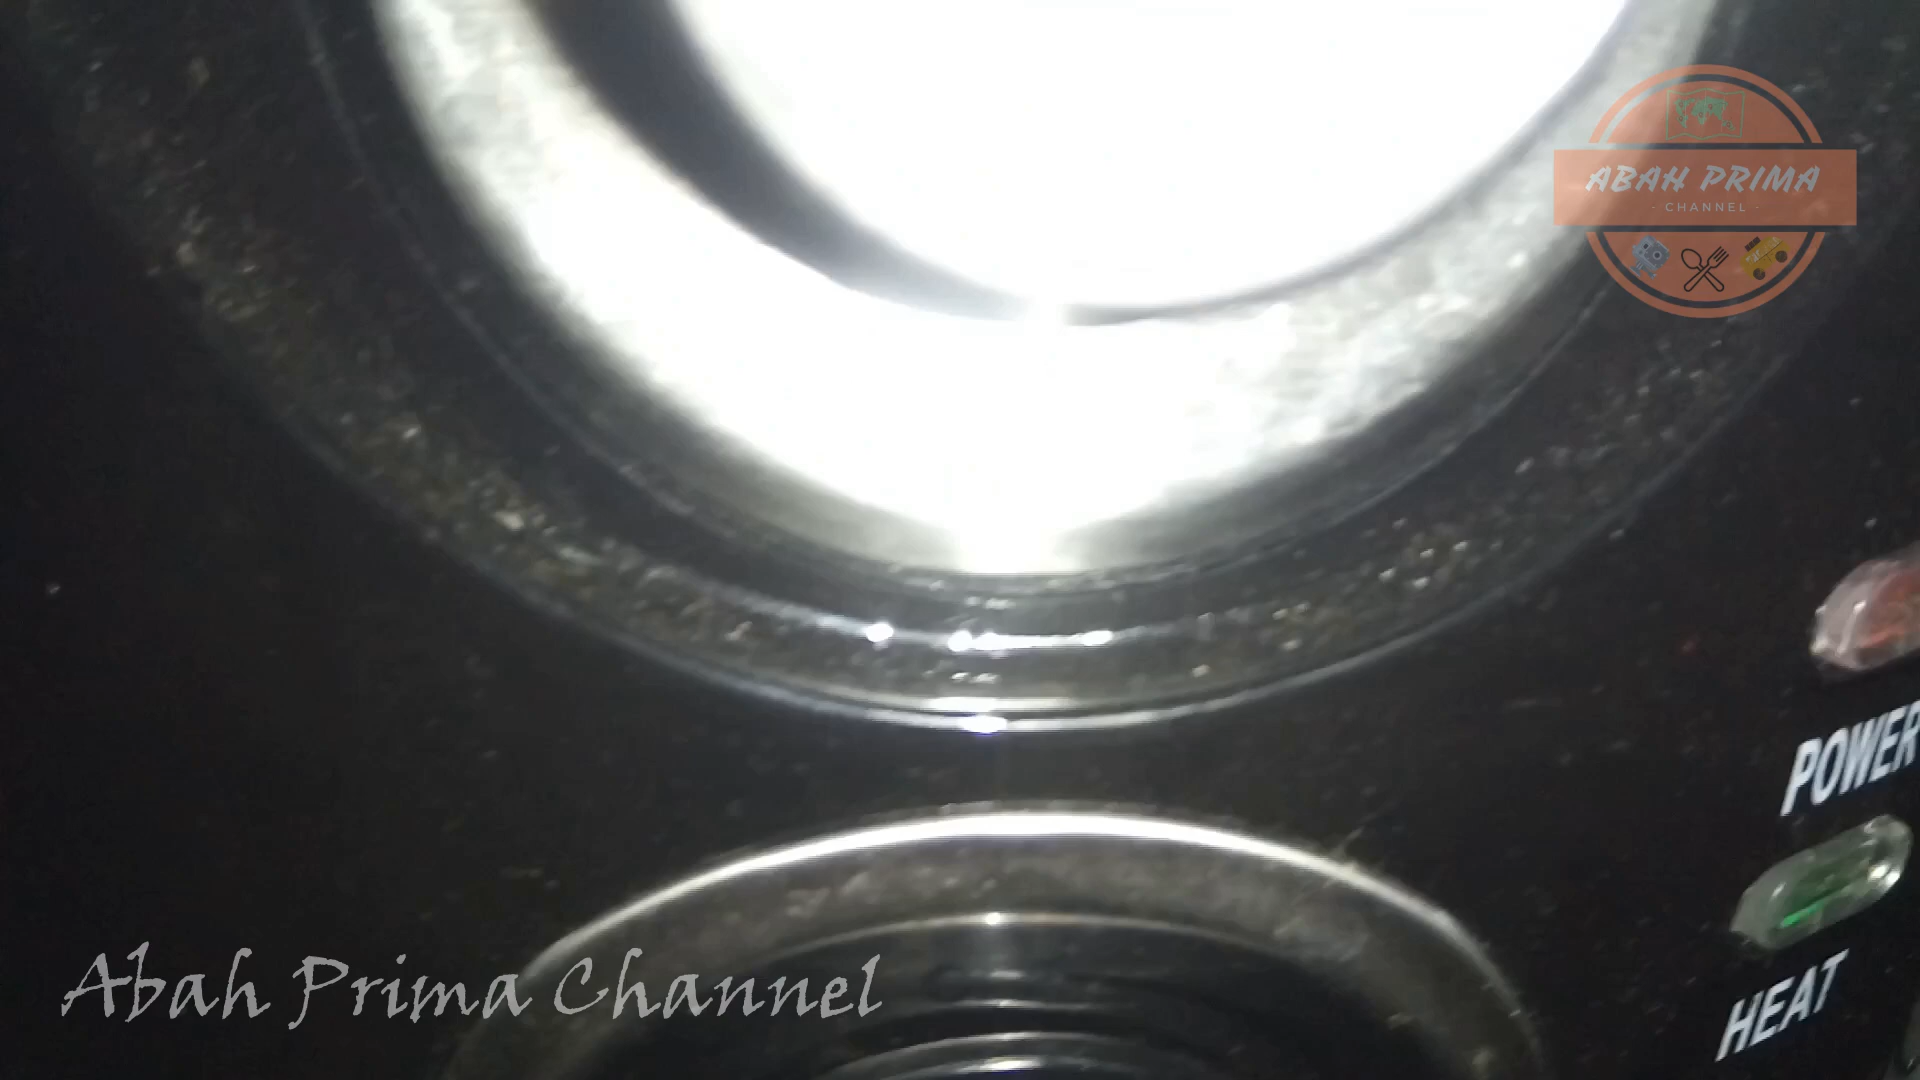 ABAH PRIMA
- CHANNEL -
POWER
HEAT
Abah Prima Channel